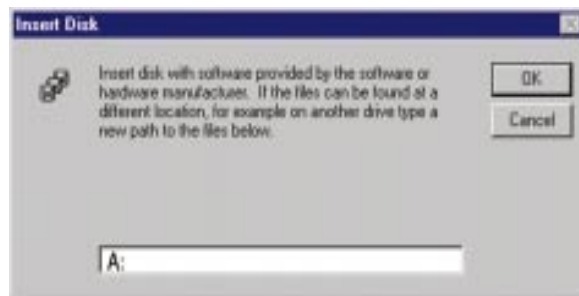 Insert Disk
Insert disk with software provided by the software or
hardware manufacturer. If the files can be found at a
different location, for example on another drive type a
new path to the files below.
OK
Cancel
A: